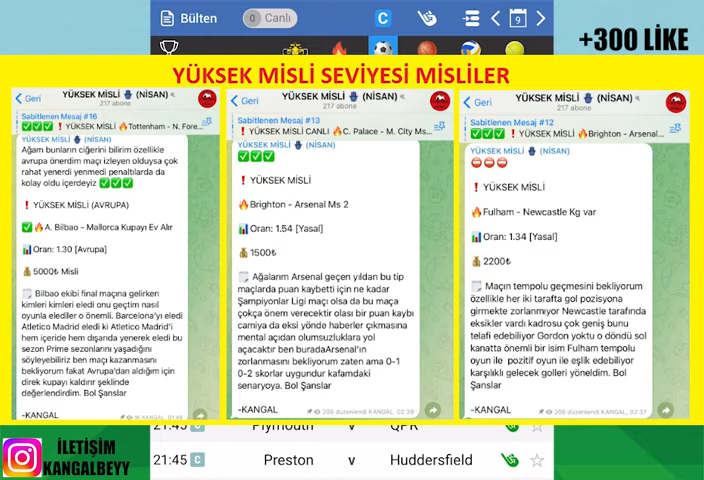 Bülten
0 Canlı
C
9
+300 LİKE
YÜKSEK MİSLİ SEVİYESİ MİSLİLER
Geri
YÜKSEK MİSLİ (NİSAN)
217 abone
Sabitlenen Mesaj #16
YÜKSEK MİSLİ Tottenham - N. Fore...
YÜKSEK MİSLİ (NİSAN)
Ağam bunların ciğerini bilirim özellikle
avrupa önerdim maçı izleyen olduysa çok
rahat yenerdi yenmedi penaltılarda da
kolay oldu içerdeyiz
YÜKSEK MİSLİ (AVRUPA)
A. Bilbao - Mallorca Kupayı Ev Alır
Oran: 1.30 [Avrupa]
5000₺ Misli
Bilbao ekibi final maçına gelirken
kimleri kimleri eledi onu geçtim nasıl
oyunla elediler o önemli. Barcelona'yı eledi
Atletico Madrid eledi ki Atletico Madrid'i
hem içerde hem dışarıda yenerek eledi bu
sezon Prime sezonlarını yaşadığını
söyleyebiliriz ben maçı kazanmasını
bekliyorum fakat Avrupa'dan aldığım için
direk kupayı kaldırır şeklinde
değerlendirdim. Bol Şanslar
-KANGAL
1K KANGAL, 01:49
Geri
YÜKSEK MİSLİ (NİSAN)
217 abone
Sabitlenen Mesaj #13
YÜKSEK MİSLİ CANLI C. Palace - M. City Ms...
YÜKSEK MİSLİ (NİSAN)
YÜKSEK MİSLİ
Brighton - Arsenal Ms 2
Oran: 1.54 [Yasal]
1500₺
Ağalarım Arsenal geçen yıldan bu tip
maçlarda puan kaybetti için ne kadar
Şampiyonlar Ligi maçı olsa da bu maça
çokça önem verecektir olası bir puan kaybı
camiya da eksi yönde haberler çıkmasına
mental açıdan olumsuzluklara yol
açacaktır ben buradaArsenal'ın
zorlanmasını bekliyorum zaten ama 0-1
0-2 skorlar uygundur kafamdaki
senaryoya. Bol Şanslar
-KANGAL
206 düzenlendi KANGAL, 02:39
Geri
YÜKSEK MİSLİ (NİSAN)
217 abone
Sabitlenen Mesaj #12
YÜKSEK MİSLİ Brighton - Arsenal...
YÜKSEK MİSLİ (NİSAN)
YÜKSEK MİSLİ
Fulham - Newcastle Kg var
Oran: 1.34 [Yasal]
2200₺
Maçın tempolu geçmesini bekliyorum
özellikle her iki tarafta gol pozisyona
girmekte zorlanmıyor Newcastle tarafında
eksikler vardı kadrosu çok geniş bunu
telafi edebiliyor Gordon yoktu o döndü sol
kanatta önemli bir isim Fulham tempolu
oyun ile pozitif oyun ile eşlik edebiliyor
karşılıklı gelecek golleri yöneldim. Bol
Şanslar
-KANGAL
206 düzenlendi KANGAL, 02:37
21:45 C Plymouth v QPR
21:45 C Preston v Huddersfield
İLETİŞİM
KANGALBEYY